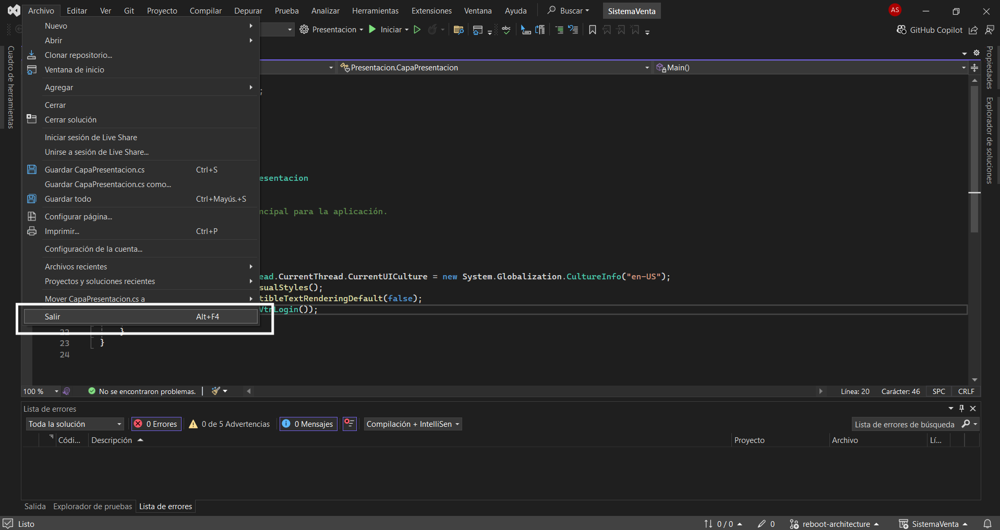 Archivo Editar Ver Git Proyecto Compilar Depurar Prueba Analizar Herramientas Extensiones Ventana Ayuda Buscar SistemaVenta AS
Presentacion Iniciar abc GitHub Copilot
Nuevo
Abrir
Clonar repositorio...
Ventana de inicio
Agregar
Cerrar
Cerrar solución
Iniciar sesión de Live Share
Unirse a sesión de Live Share...
Guardar CapaPresentacion.cs Ctrl+S
Guardar CapaPresentacion.cs como...
Guardar todo Ctrl+Mayús.+S
Configurar página...
Imprimir... Ctrl+P
Configuración de la cuenta...
Archivos recientes
Proyectos y soluciones recientes
Mover CapaPresentacion.cs a
Salir Alt+F4
Cuadro de herramientas
Presentacion.CapaPresentacion Main()
;
esentacion
ncipal para la aplicación.
ead.CurrentThread.CurrentUICulture = new System.Globalization.CultureInfo("en-US");
sualStyles();
tibleTextRenderingDefault(false);
VtnLogin());
22 }
23 }
24
Propiedades
Explorador de soluciones
100 % No se encontraron problemas. Línea: 20 Carácter: 46 SPC CRLF
Lista de errores
Toda la solución 0 Errores 0 de 5 Advertencias 0 Mensajes Compilación + IntelliSen Lista de errores de búsqueda
Códi... Descripción Proyecto Archivo Lí...
Salida Explorador de pruebas Lista de errores
Listo 0 / 0 0 reboot-architecture SistemaVenta